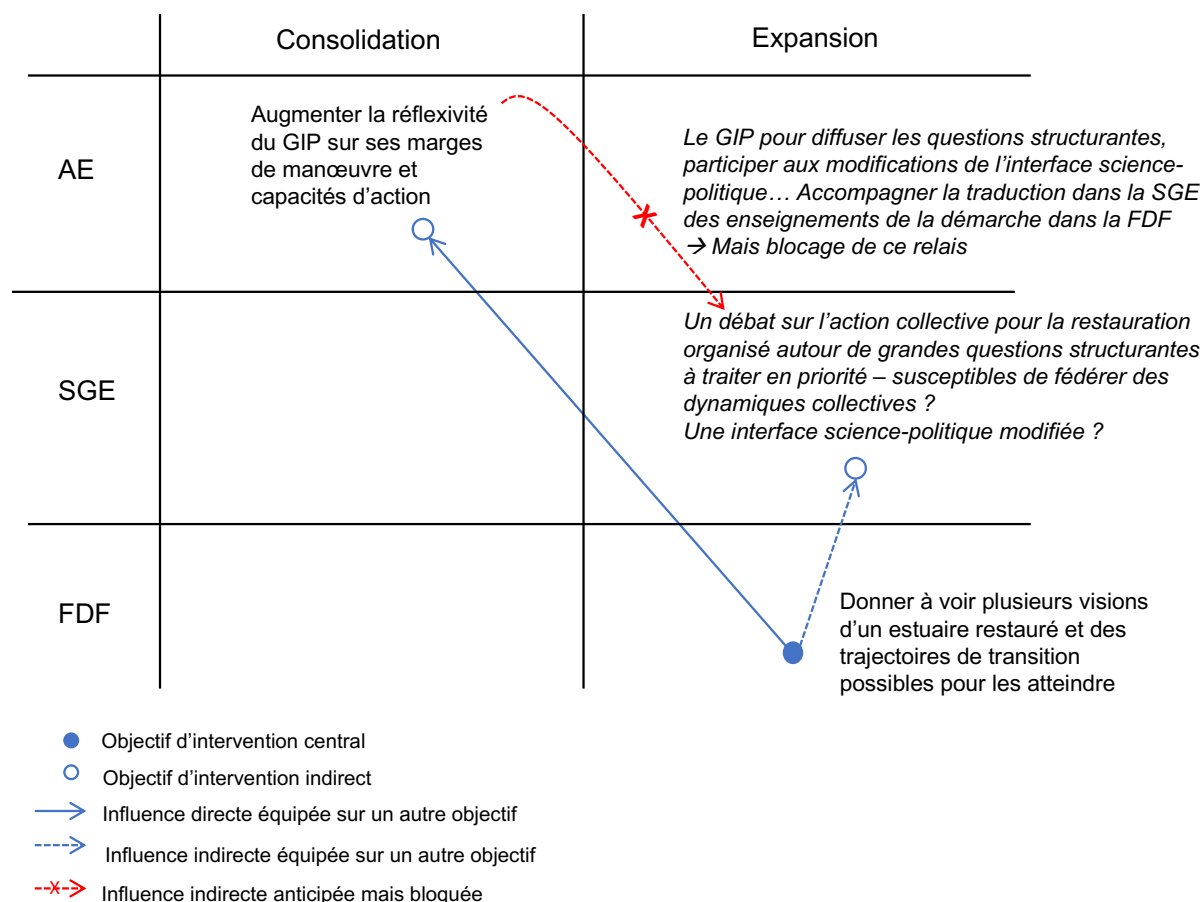 Consolidation
Expansion
AE
Augmenter la réflexivité
du GIP sur ses marges
de manœuvre et
capacités d’action
Le GIP pour diffuser les questions structurantes,
participer aux modifications de l’interface science-
politique… Accompagner la traduction dans la SGE
des enseignements de la démarche dans la FDF
→ Mais blocage de ce relais
SGE
Un débat sur l’action collective pour la restauration
organisé autour de grandes questions structurantes
à traiter en priorité – susceptibles de fédérer des
dynamiques collectives ?
Une interface science-politique modifiée ?
FDF
Donner à voir plusieurs visions
d’un estuaire restauré et des
trajectoires de transition
possibles pour les atteindre
Objectif d’intervention central
Objectif d’intervention indirect
Influence directe équipée sur un autre objectif
Influence indirecte équipée sur un autre objectif
Influence indirecte anticipée mais bloquée